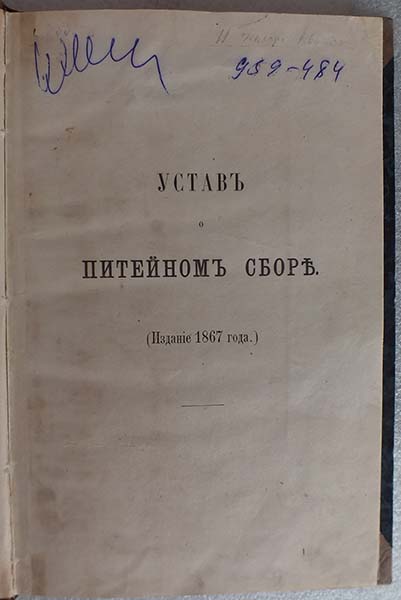 959-484
УСТАВЪ
о
ПИТЕЙНОМЪ СБОРѢ.
(Изданіе 1867 года.)